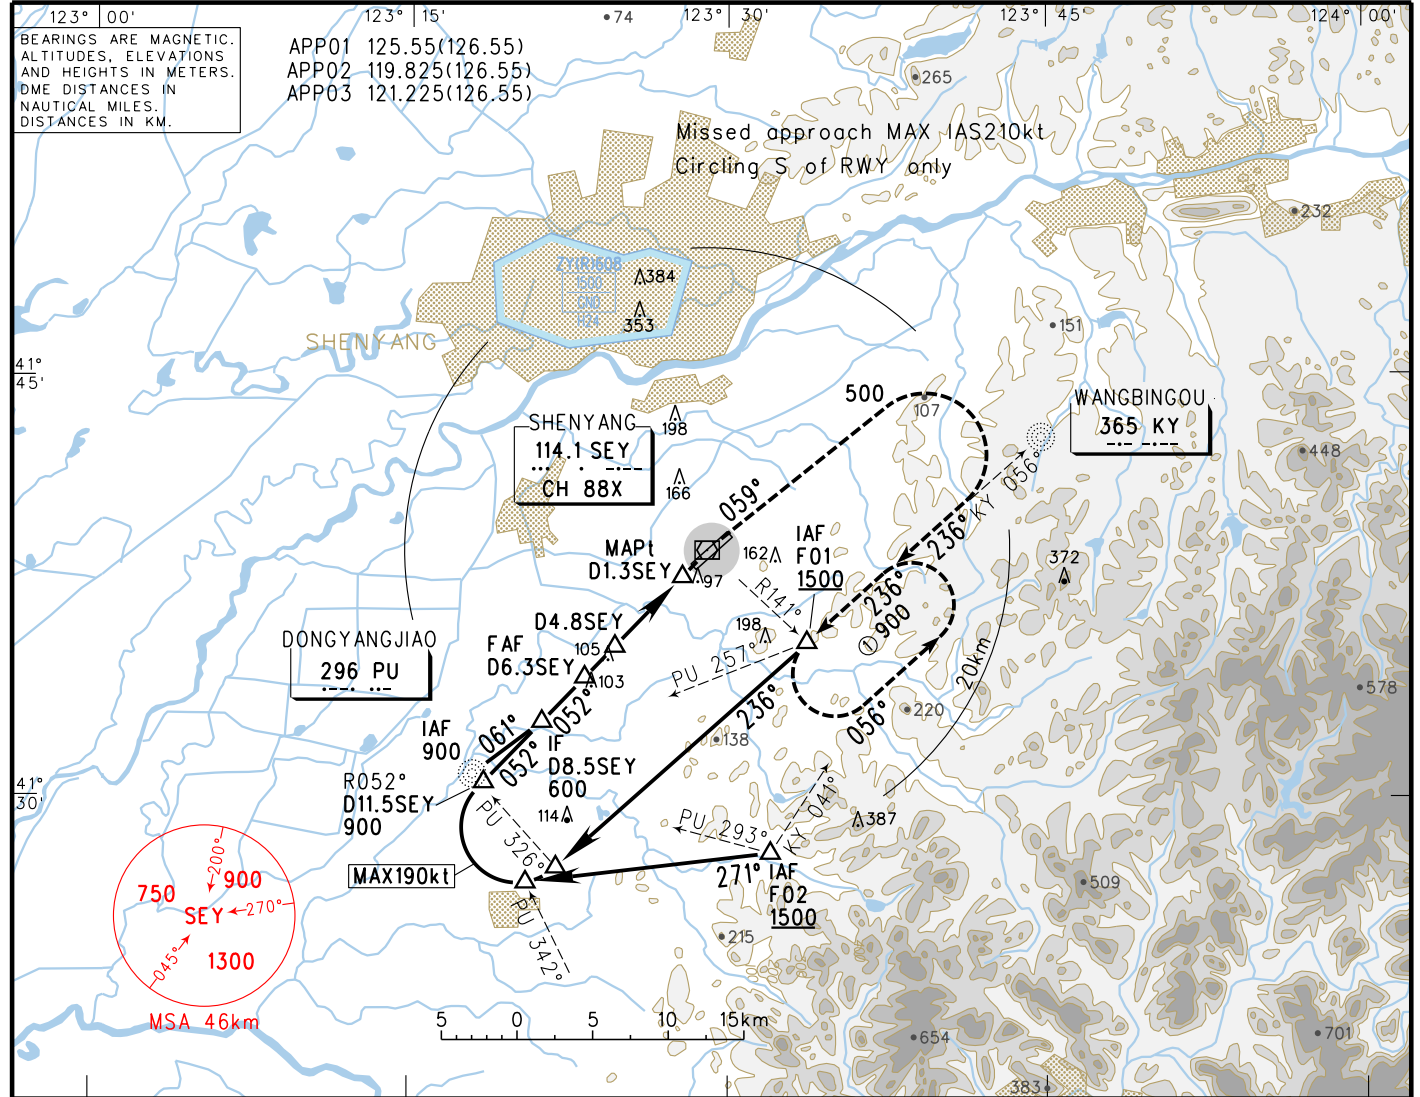 123° 00'
123° 15'
123° 30'
123° 45'
124° 00'
74
BEARINGS ARE MAGNETIC.
ALTITUDES, ELEVATIONS
AND HEIGHTS IN METERS.
DME DISTANCES IN
NAUTICAL MILES.
DISTANCES IN KM.
APP01 125.55(126.55)
APP02 119.825(126.55)
APP03 121.225(126.55)
265
Missed approach MAX IAS210kt
Circling S of RWY only
232
ZY(R)608
1500
GND
H24
384
353
151
SHENYANG
41°
45'
500
107
WANGBINGOU
365 KY
198
SHENYANG
114.1 SEY
CH 88X
166
448
KY 056°
059°
236°
IAF
F01
1500
MAPt
D1.3SEY
162
97
372
R141°
236°
① 900
D4.8SEY
105
198
DONGYANGJIAO
296 PU
FAF
D6.3SEY
103
PU 257°
20km
578
236°
056°
220
052°
138
IAF
900
061°
052°
IF
D8.5SEY
600
R052°
D11.5SEY
900
41°
30'
PU 326°
114
PU 293°
KY 041°
387
MAX190kt
271°
IAF
F02
1500
509
PU 342°
215
200°
750
900
SEY
270°
045°
1300
MSA 46km
5 0 5 10 15km
654
701
383